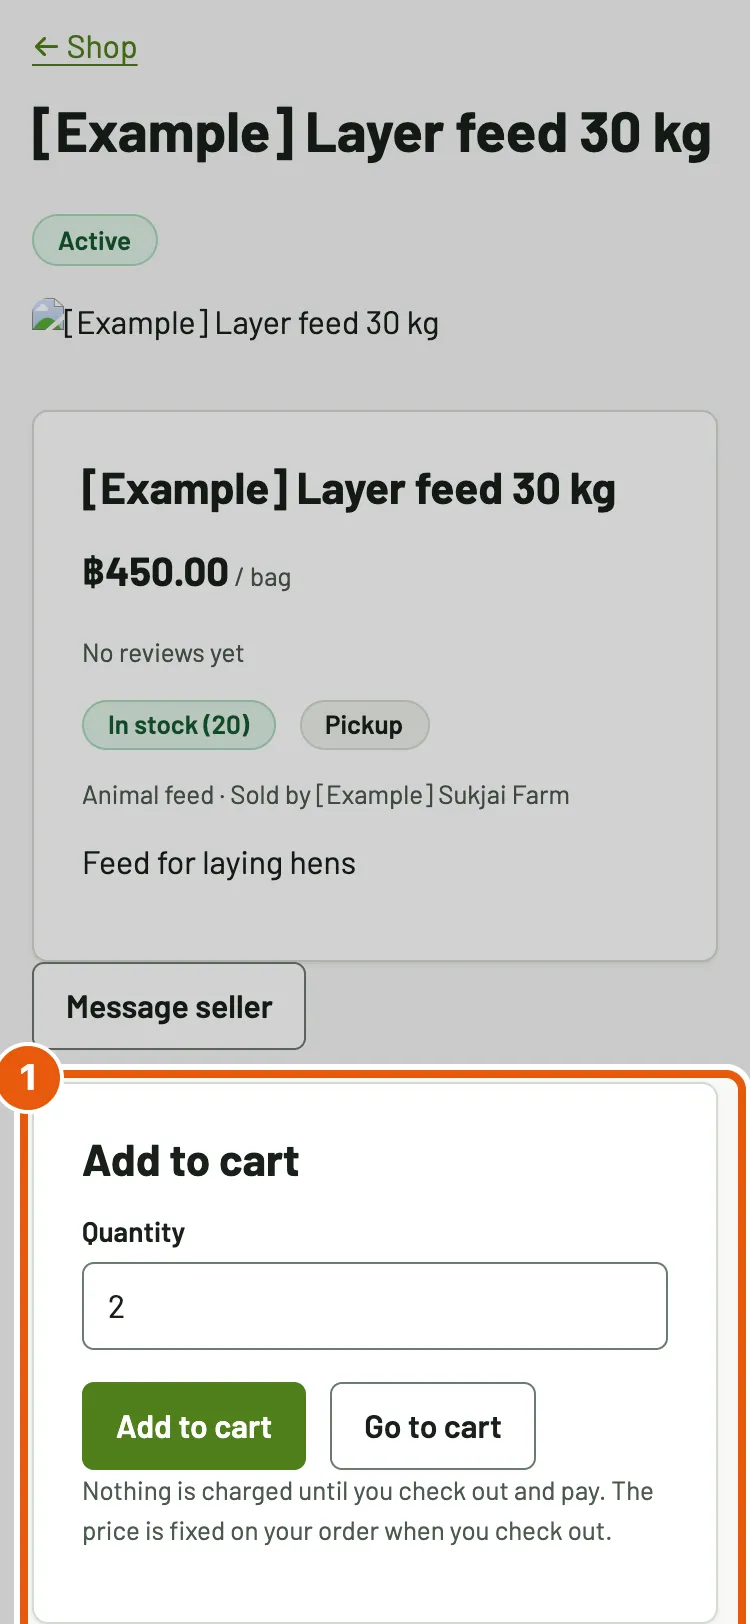 ← Shop
[Example] Layer feed 30 kg
Active
[Example] Layer feed 30 kg
[Example] Layer feed 30 kg
฿450.00 / bag
No reviews yet
In stock (20)
Pickup
Animal feed · Sold by [Example] Sukjai Farm
Feed for laying hens
Message seller
1
Add to cart
Quantity
2
Add to cart
Go to cart
Nothing is charged until you check out and pay. The
price is fixed on your order when you check out.